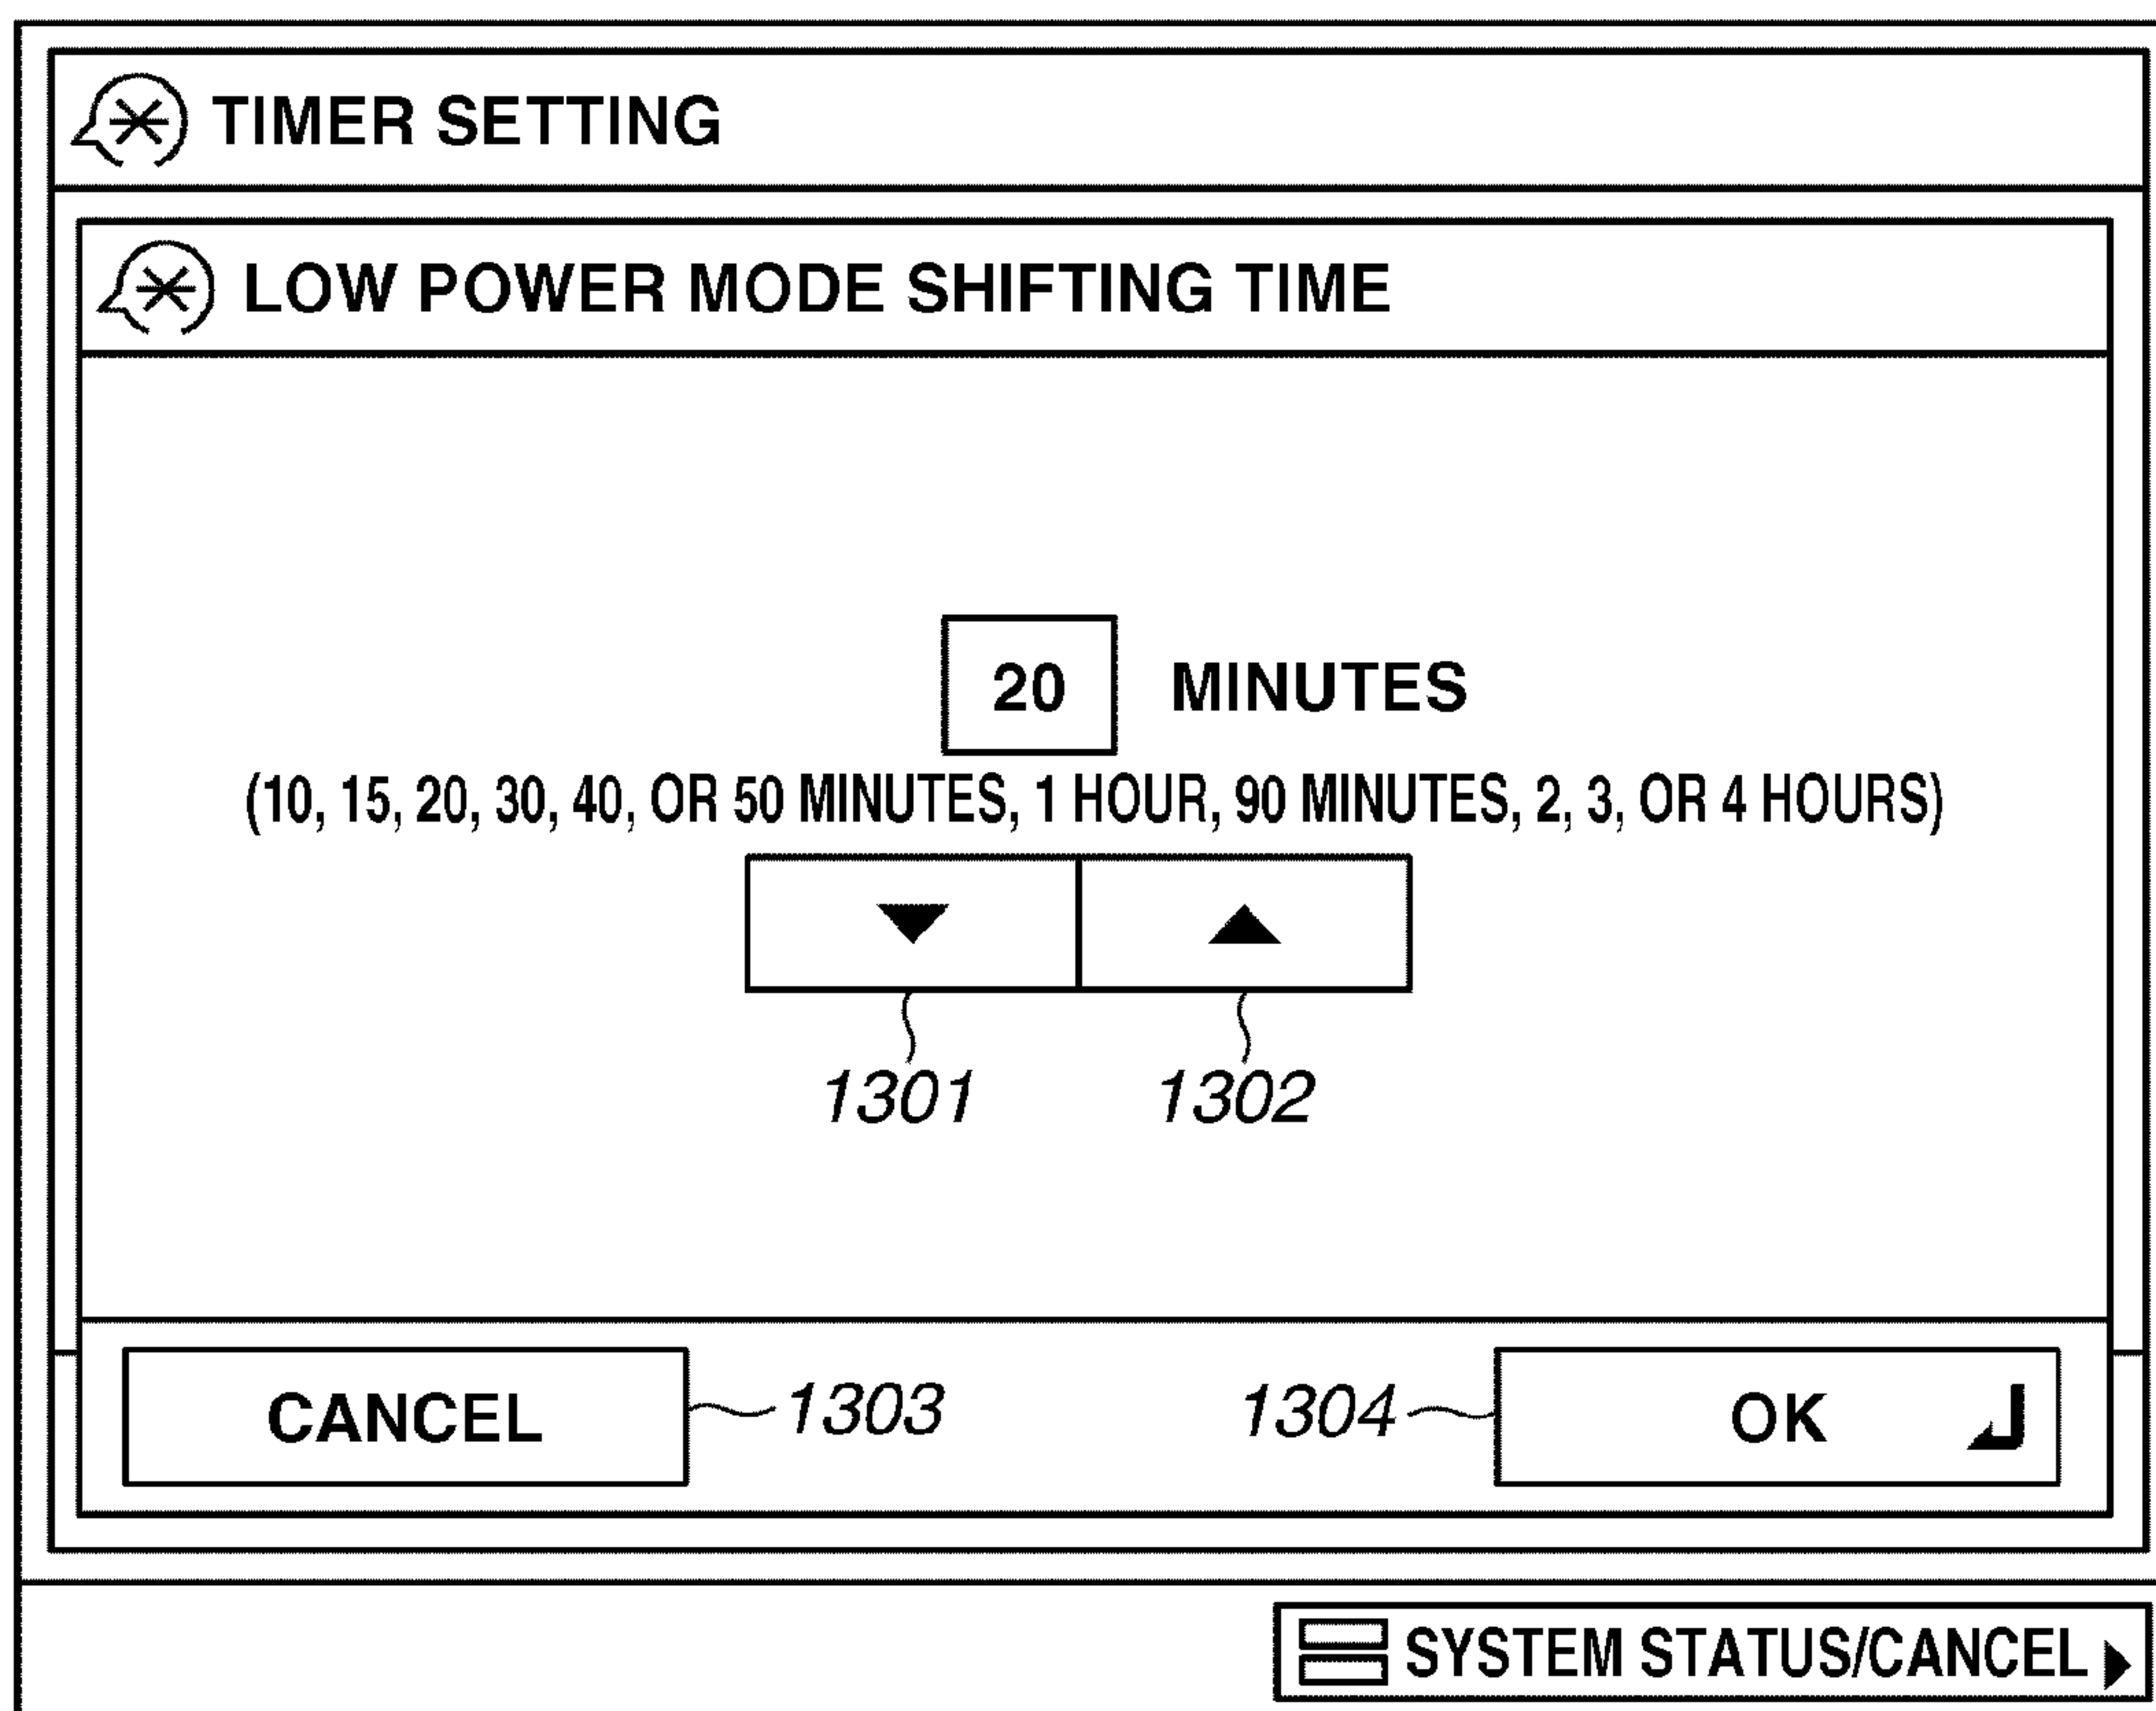 TIMER SETTING
LOW POWER MODE SHIFTING TIME
20 MINUTES
(10, 15, 20, 30, 40, OR 50 MINUTES, 1 HOUR, 90 MINUTES, 2, 3, OR 4 HOURS)
1301 1302
CANCEL 1303 1304 OK
SYSTEM STATUS/CANCEL